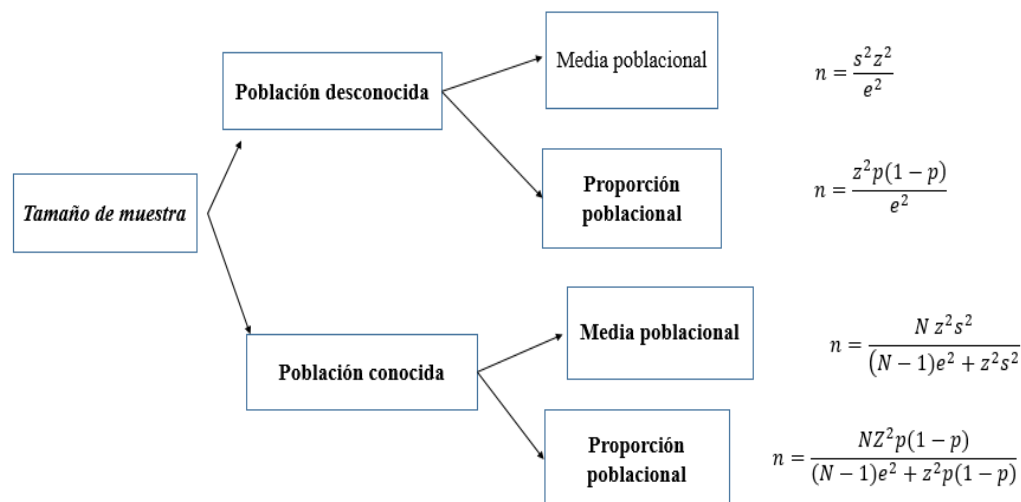 Media poblacional
n = s²z² / e²
Población desconocida
Proporción
poblacional
n = z²p(1 − p) / e²
Tamaño de muestra
Media poblacional
n = N z²s² / (N − 1)e² + z²s²
Población conocida
Proporción
poblacional
n = NZ²p(1 − p) / (N − 1)e² + z²p(1 − p)